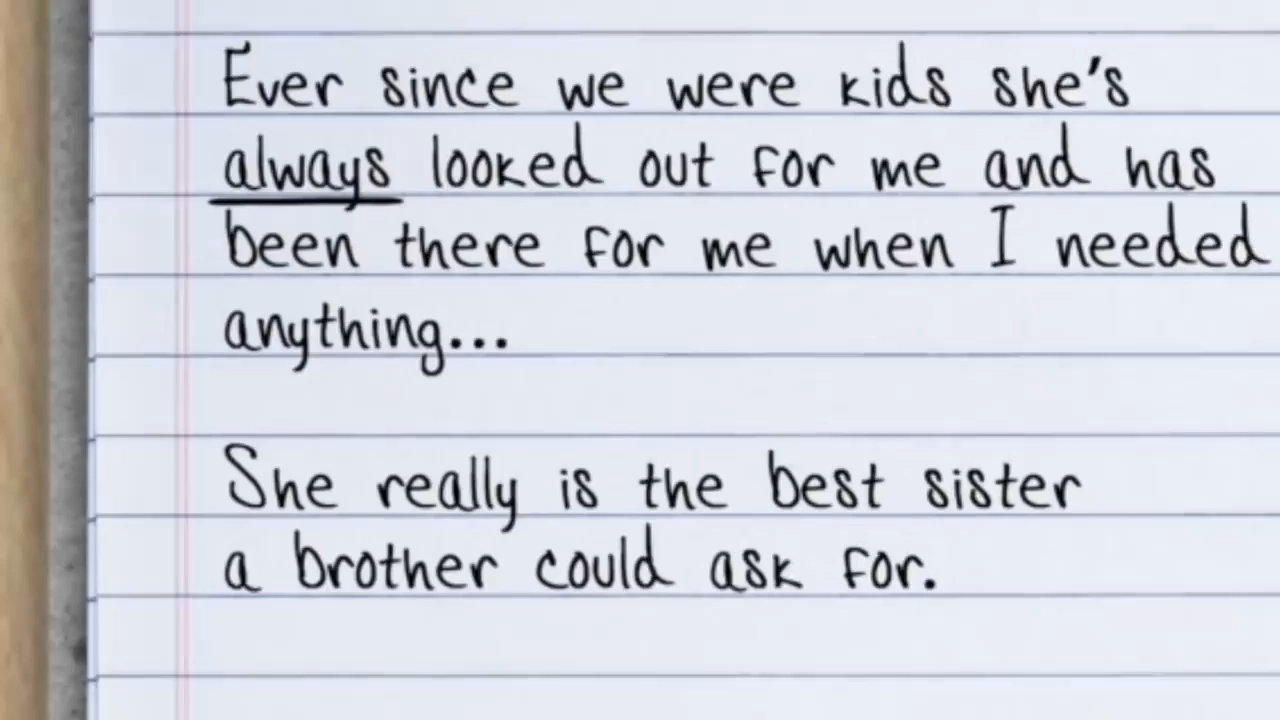 Ever since we were kids she's
always looked out for me and has
been there for me when I needed
anything...
She really is the best sister
a brother could ask for.